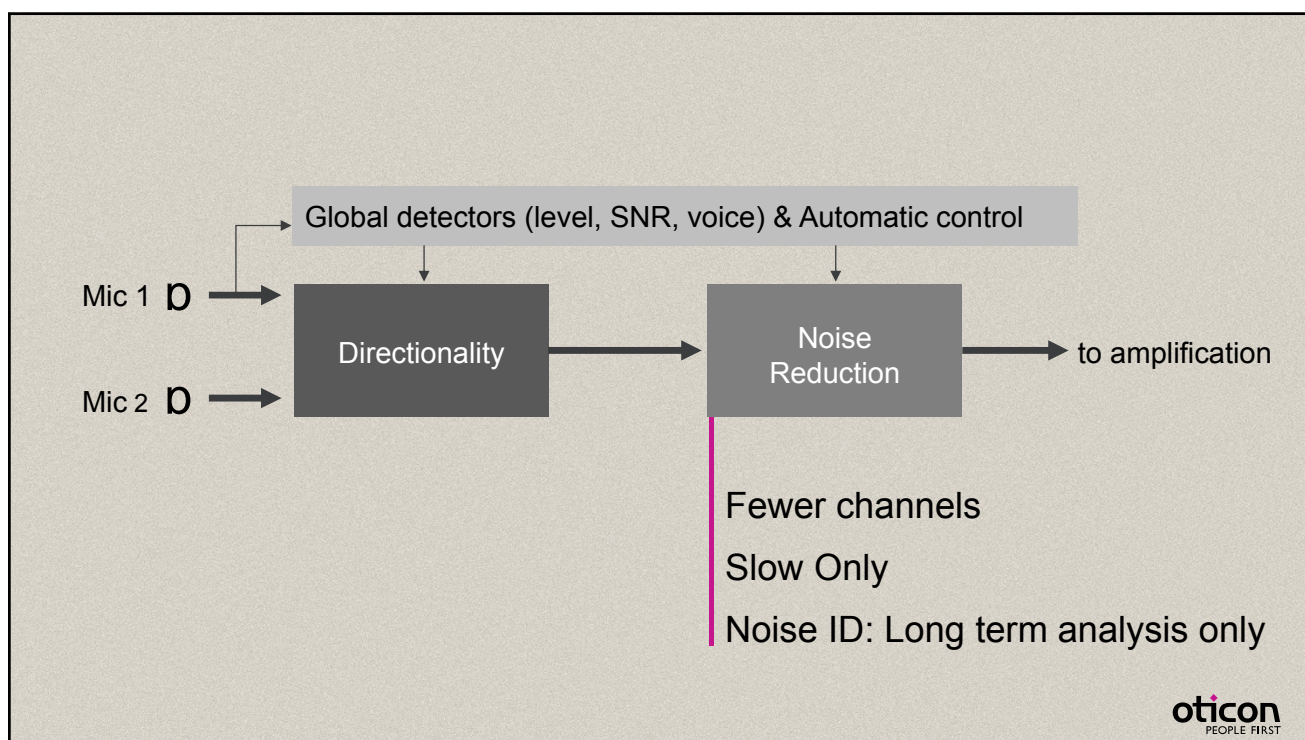 Global detectors (level, SNR, voice) & Automatic control
Mic 1
Directionality
Noise
Reduction
to amplification
Mic 2
Fewer channels
Slow Only
Noise ID: Long term analysis only
oticon
PEOPLE FIRST